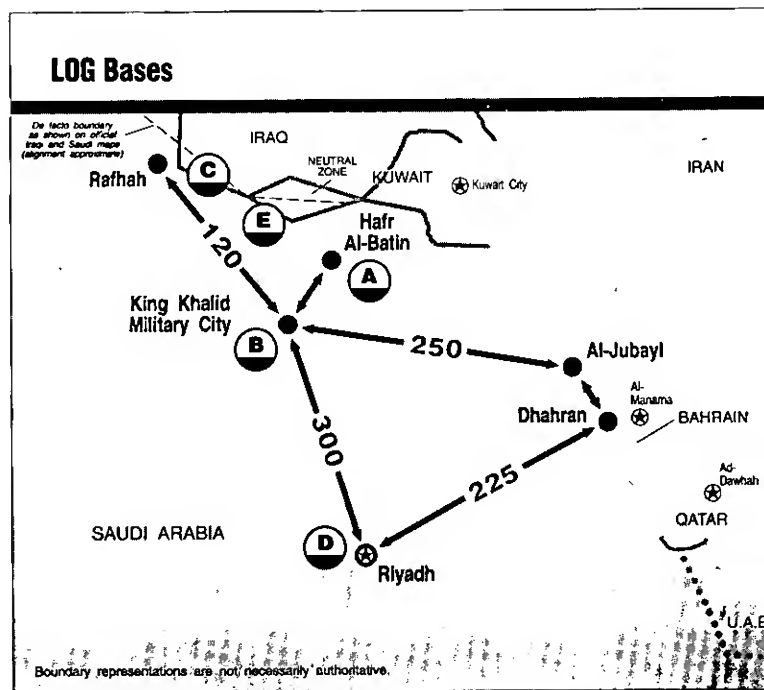 LOG Bases
De facto boundary
as shown on official
Iraqi and Saudi maps
(alignment approximate)
IRAQ
IRAN
NEUTRAL
ZONE
KUWAIT
Kuwait City
C
Rafhah
E
Hafr
Al-Batin
A
120
King Khalid
Military City
B
250
Al-Jubayl
Al-
Manama
Dhahran
BAHRAIN
300
225
Ad-
Dawhah
QATAR
SAUDI ARABIA
D
Riyadh
U.A.E
Boundary representations are not necessarily authoritative.